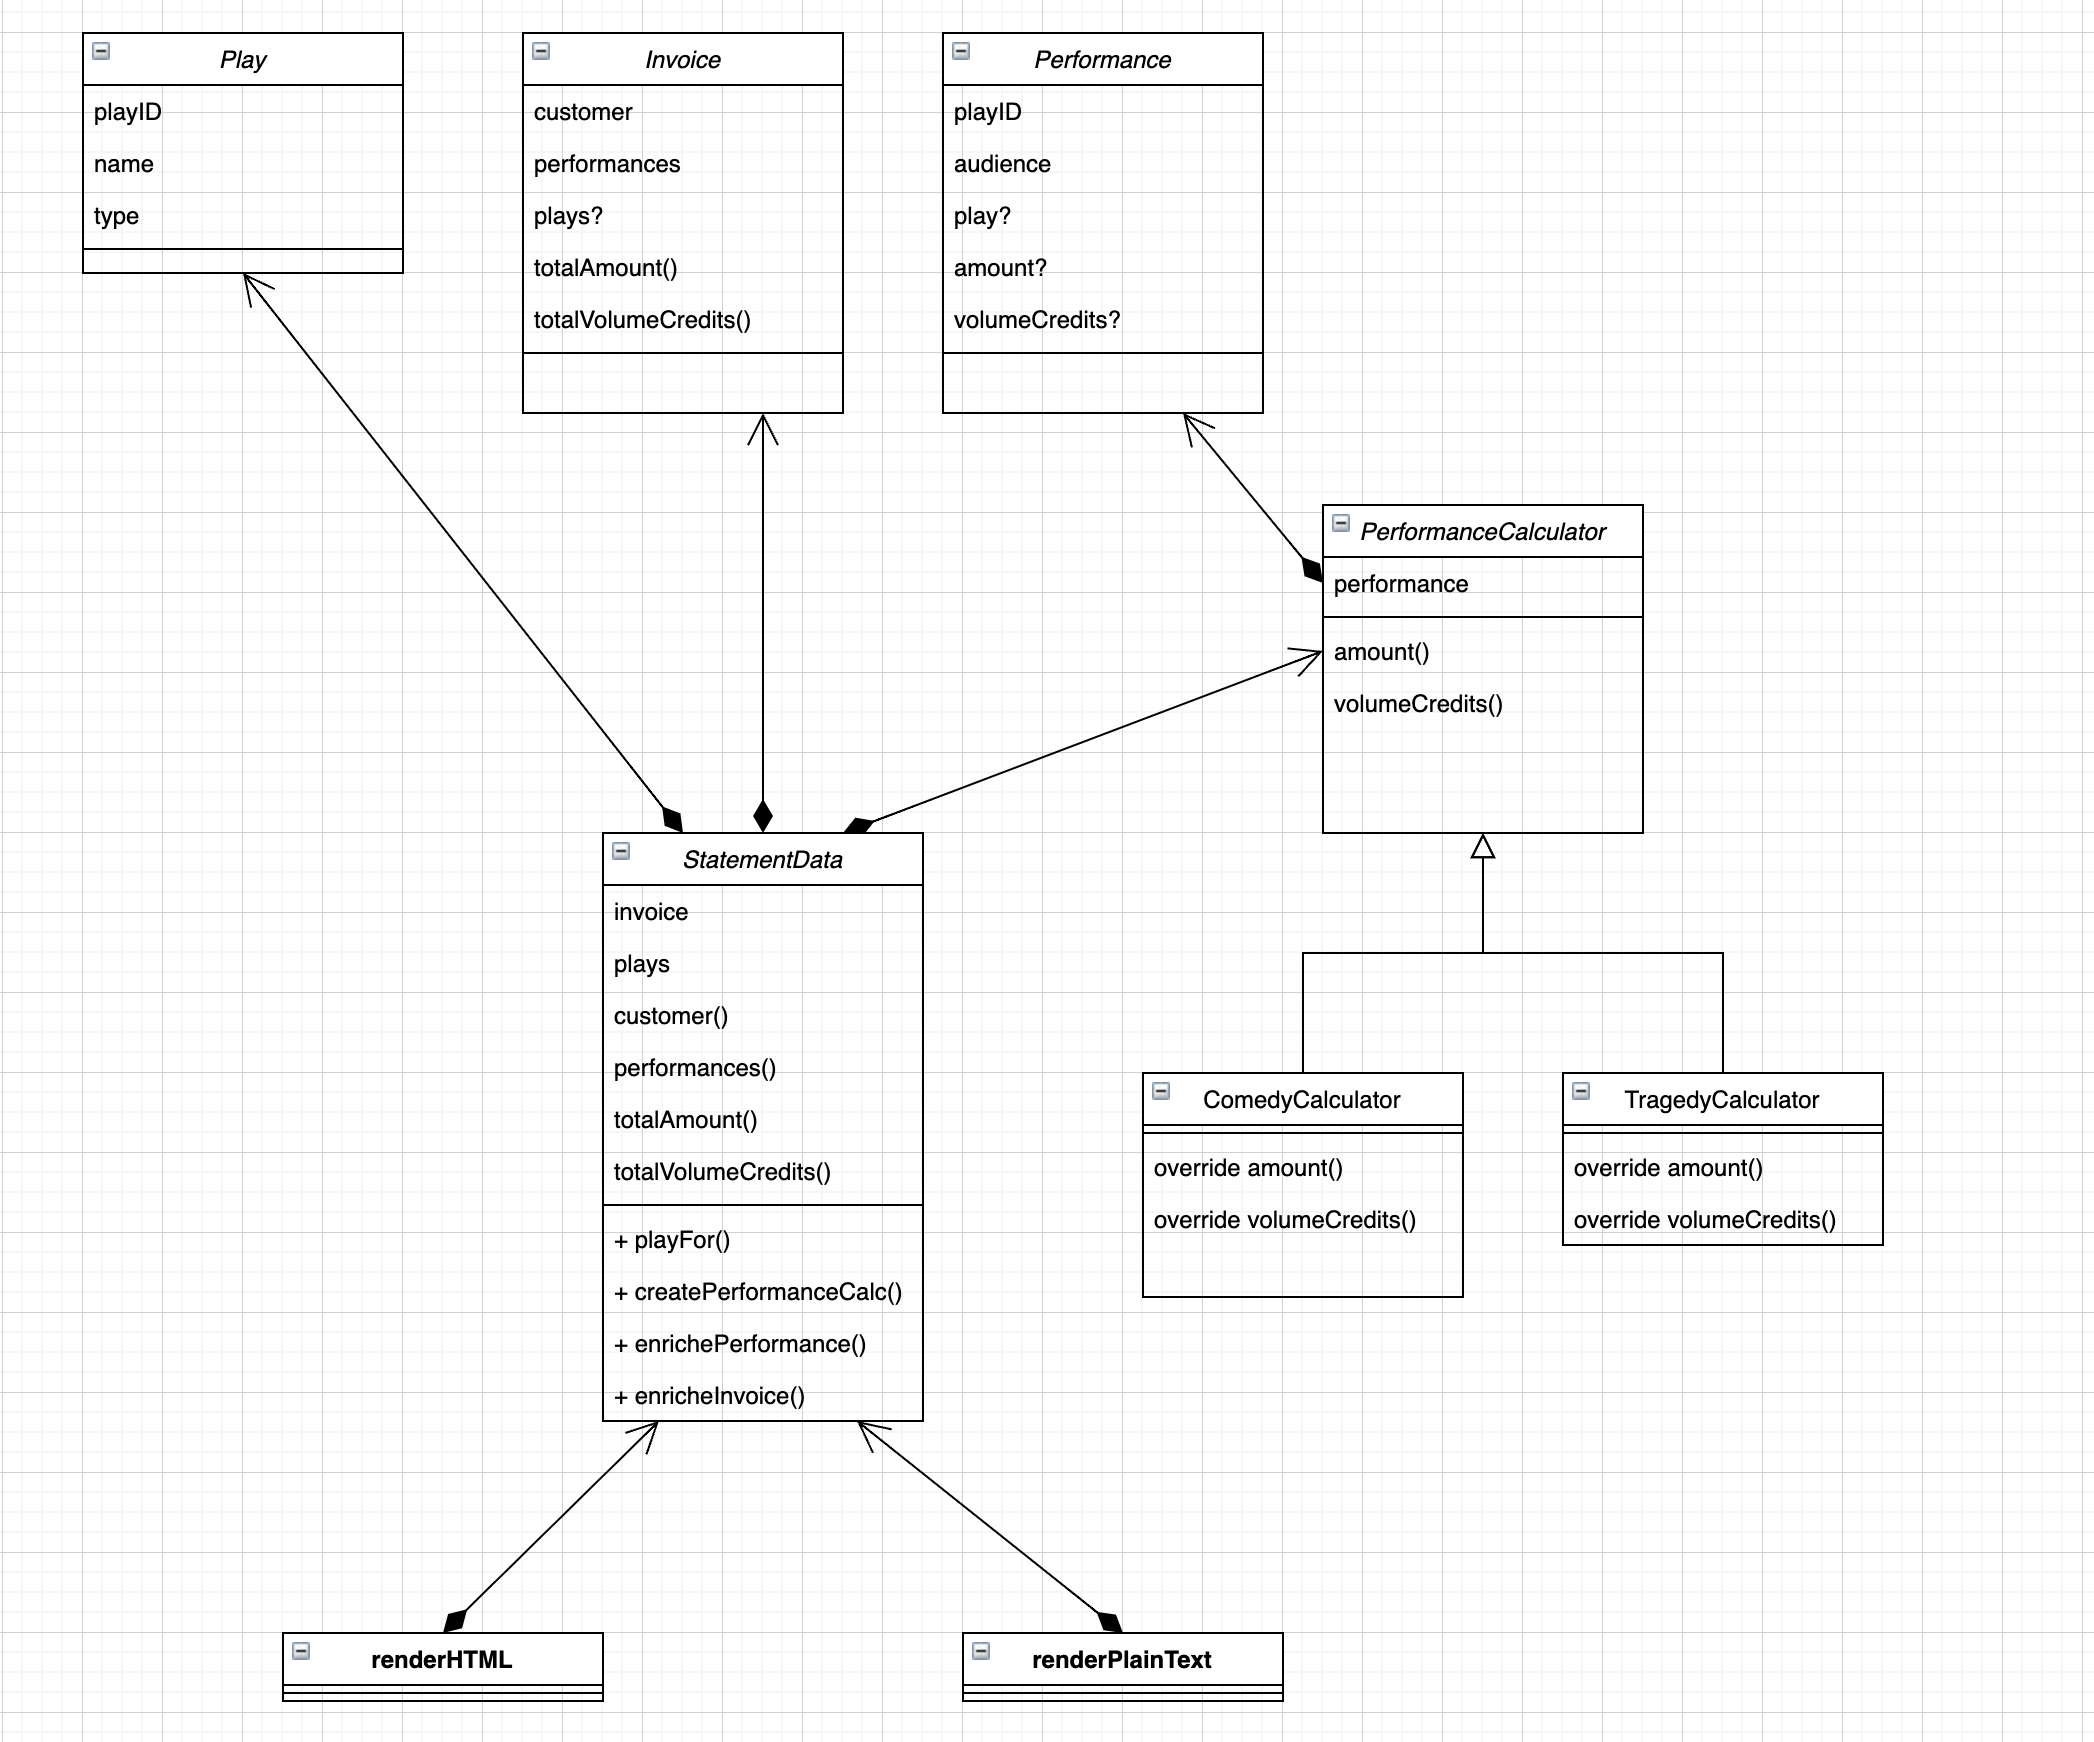 Play
playID
name
type
Invoice
customer
performances
plays?
totalAmount()
totalVolumeCredits()
Performance
playID
audience
play?
amount?
volumeCredits?
PerformanceCalculator
performance
amount()
volumeCredits()
StatementData
invoice
plays
customer()
performances()
totalAmount()
totalVolumeCredits()
+ playFor()
+ createPerformanceCalc()
+ enrichePerformance()
+ enricheInvoice()
ComedyCalculator
override amount()
override volumeCredits()
TragedyCalculator
override amount()
override volumeCredits()
renderHTML
renderPlainText